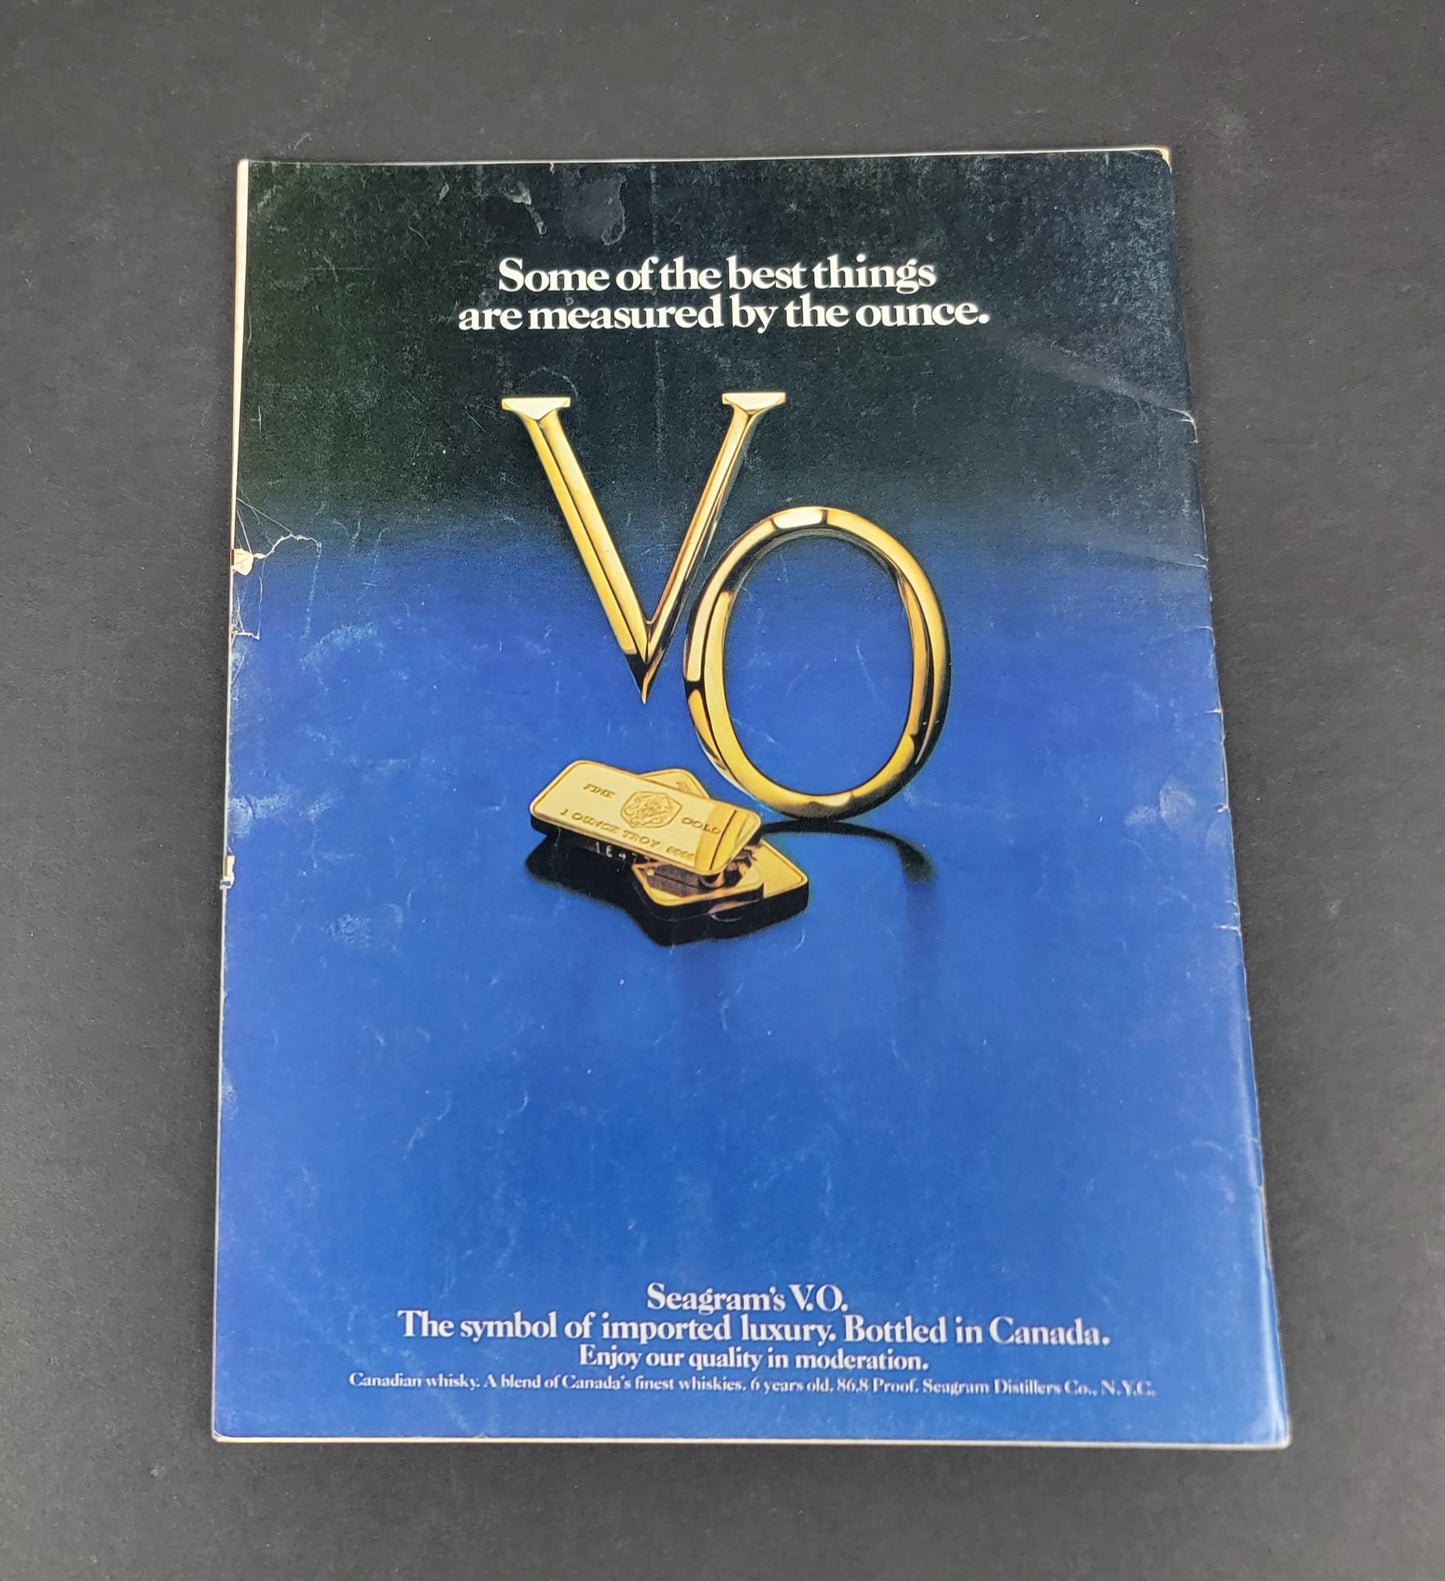 Some of the best things
are measured by the ounce.
VO
FINE GOLD
1 OUNCE TROY
Seagram's V.O.
The symbol of imported luxury. Bottled in Canada.
Enjoy our quality in moderation.
Canadian whisky. A blend of Canada's finest whiskies. 6 years old. 86.8 Proof. Seagram Distillers Co., N.Y.C.